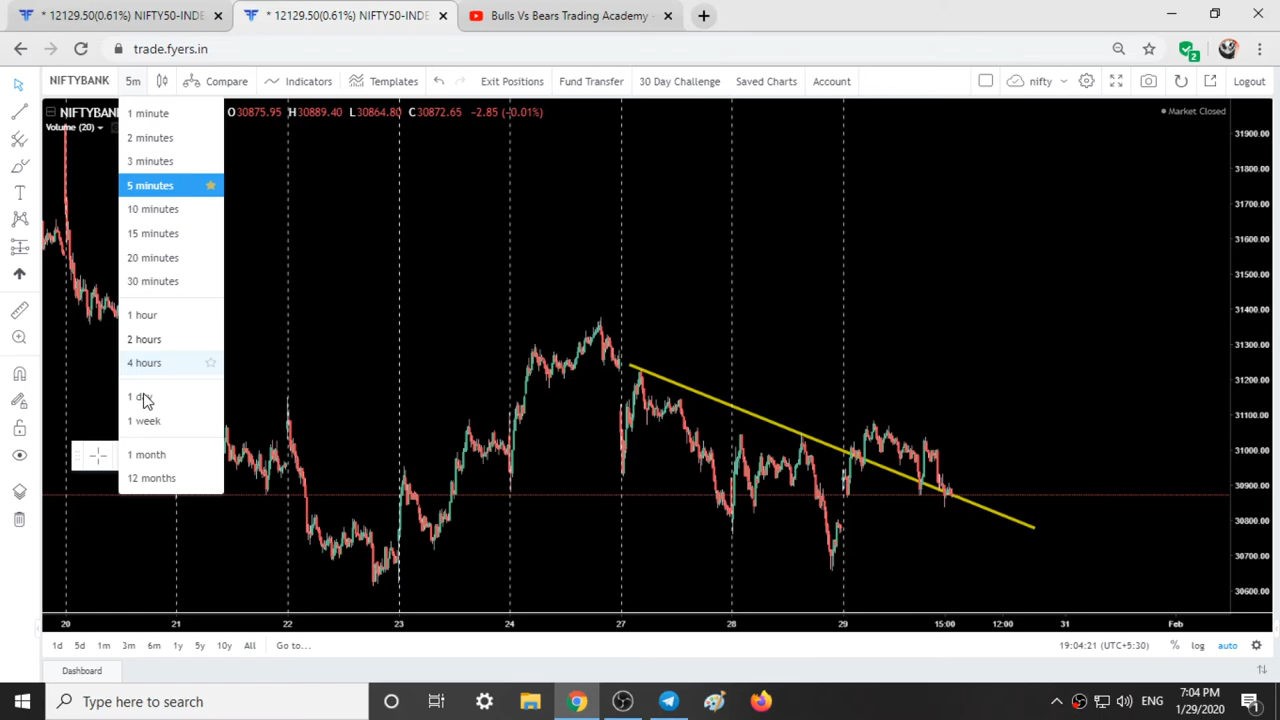 * 12129.50(0.61%) NIFTY50-INDE
* 12129.50(0.61%) NIFTY50-INDE
Bulls Vs Bears Trading Academy -
trade.fyers.in
2
NIFTYBANK
5m
Compare
Indicators
Templates
Exit Positions
Fund Transfer
30 Day Challenge
Saved Charts
Account
nifty
Logout
NIFTYBANK
O30875.95 H30889.40 L30864.80 C30872.65 −2.85 (−0.01%)
Market Closed
Volume (20)
1 minute
2 minutes
3 minutes
5 minutes
10 minutes
15 minutes
20 minutes
30 minutes
1 hour
2 hours
4 hours
1 day
1 week
1 month
12 months
31900.00
31800.00
31700.00
31600.00
31500.00
31400.00
31300.00
31200.00
31100.00
31000.00
30900.00
30800.00
30700.00
30600.00
20 21 22 23 24 27 28 29 15:00 12:00 31 Feb
1d 5d 1m 3m 6m 1y 5y 10y All Go to...
19:04:21 (UTC+5:30) % log auto
Dashboard
Type here to search
ENG
7:04 PM
1/29/2020
1